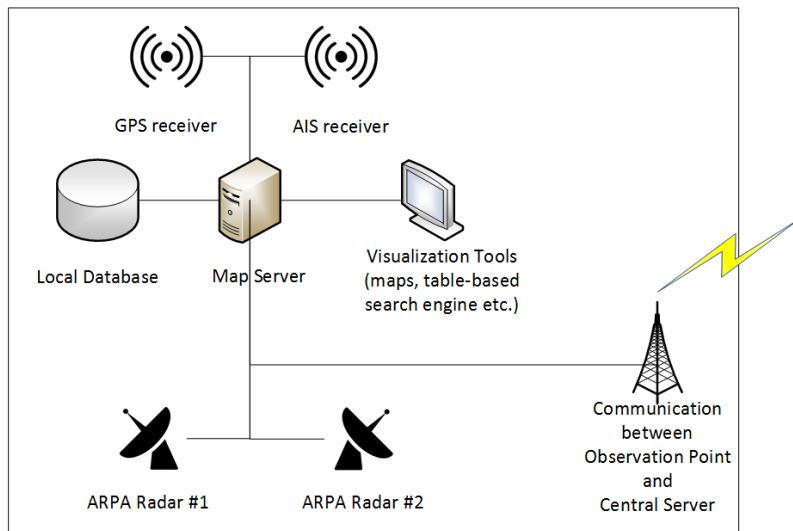 GPS receiver
AIS receiver
Local Database
Map Server
Visualization Tools
(maps, table-based
search engine etc.)
Communication
between
Observation Point
and
Central Server
ARPA Radar #1
ARPA Radar #2